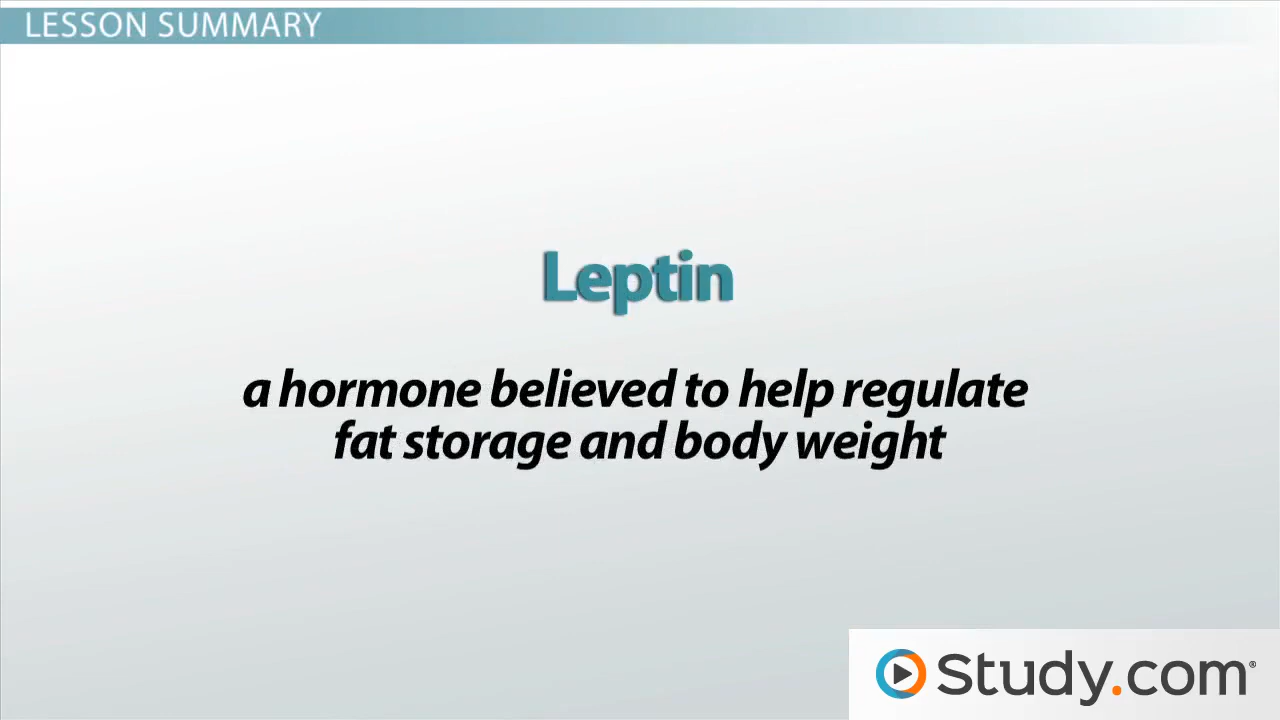 LESSON SUMMARY
Leptin
a hormone believed to help regulate
fat storage and body weight
Study.com®